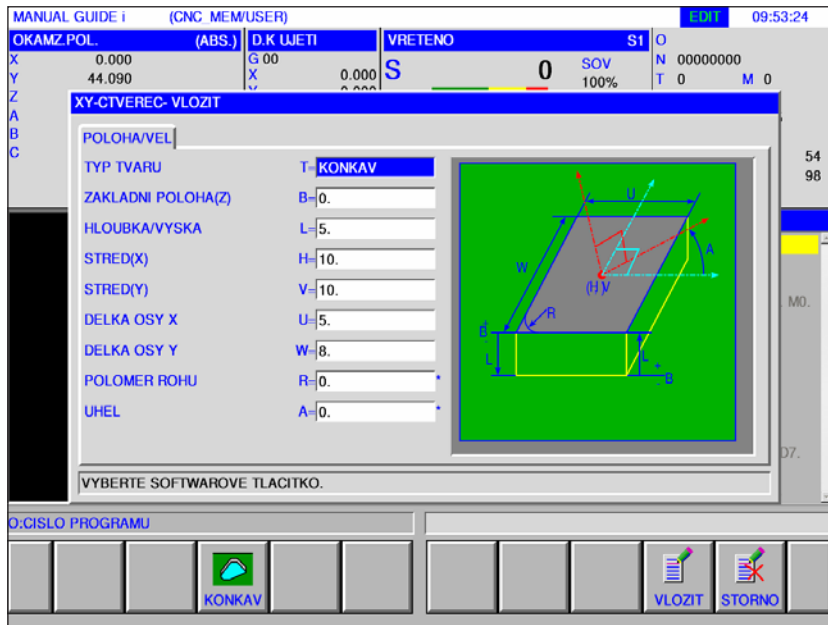 MANUAL GUIDE i (CNC_MEM/USER) EDIT 09:53:24
OKAMZ.POL. (ABS.) D.K UJETI VRETENO S1 O
X 0.000 G 00 N 00000000
Y 44.090 X 0.000 S 0 SOV T 0 M 0
Z 100%
A
B
C
54
98
XY-CTVEREC- VLOZIT
POLOHA/VEL
TYP TVARU T=KONKAV
ZAKLADNI POLOHA(Z) B=0.
HLOUBKA/VYSKA L=5.
STRED(X) H=10.
STRED(Y) V=10.
DELKA OSY X U=5.
DELKA OSY Y W=8.
POLOMER ROHU R=0. *
UHEL A=0. *
U
W A
(H,V)
R
+
B
- L L
+
- B
M0.
D7.
VYBERTE SOFTWAROVE TLACITKO.
O:CISLO PROGRAMU
KONKAV VLOZIT STORNO